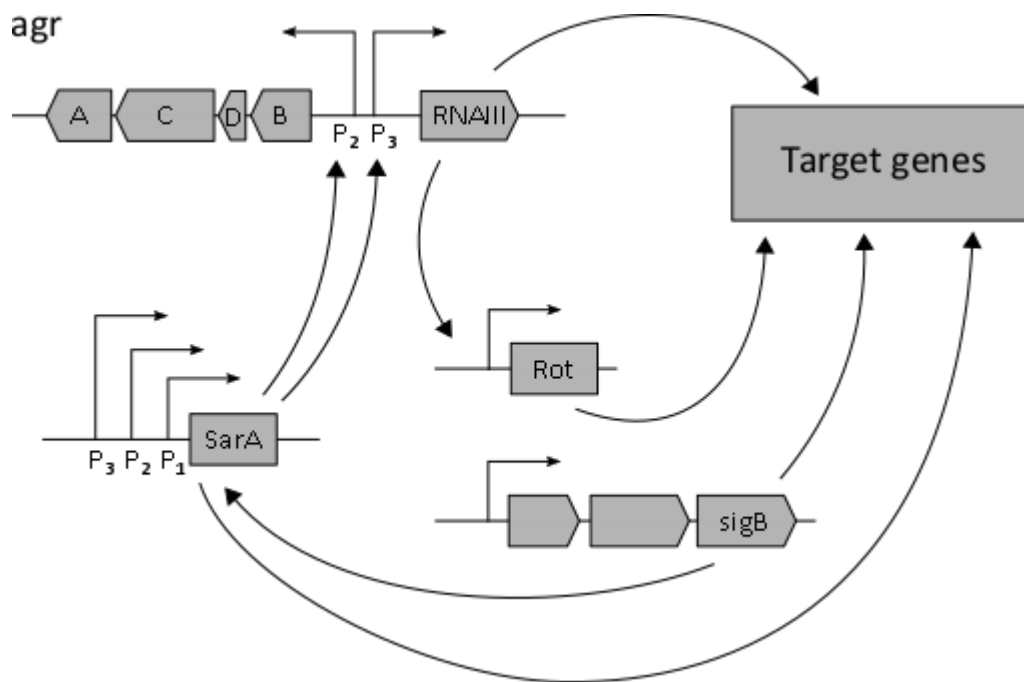 agr
A C D B RNAIII
P2 P3
Target genes
Rot
SarA
P3 P2 P1
sigB